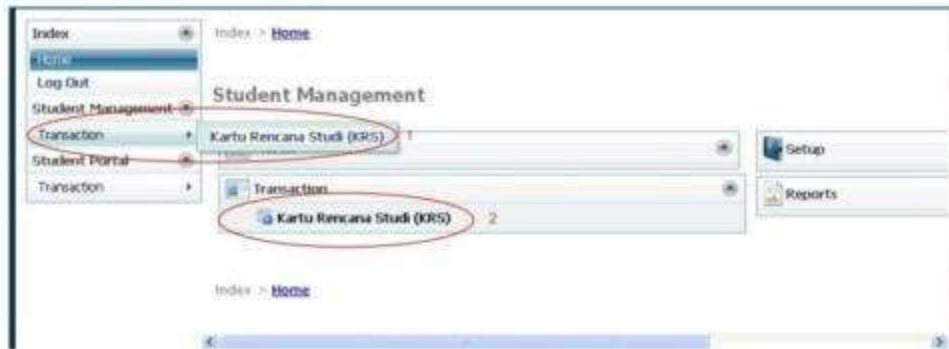 Index
Home
Log Out
Student Management
Transaction
Student Portal
Transaction
Index > Home
Student Management
Kartu Rencana Studi (KRS) 1
Setup
Transaction
Reports
Kartu Rencana Studi (KRS) 2
Index > Home